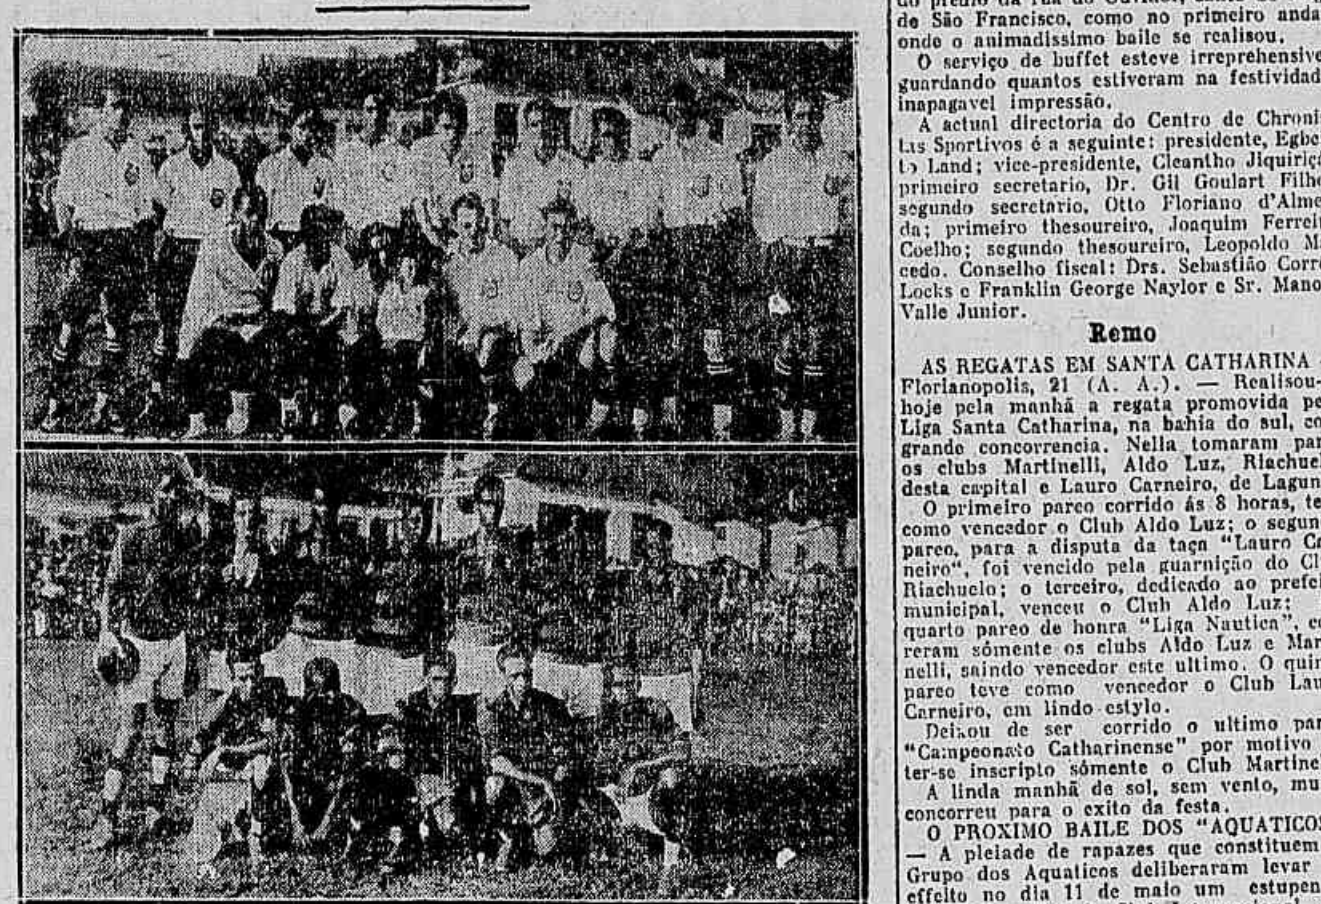 do predio da rua do
de São Francisco, como no primeiro anda
onde o animadissimo baile se realisou.
O serviço de buffet esteve irreprehensive
guardando quantos estiveram na festividad
inapagavel impressão.
A actual directoria do Centro de Chroni
tas Sportivos é a seguinte: presidente, Egbe
to Land; vice-presidente, Cleantho Jiquiriç
primeiro secretario, Dr. Gil Goulart Filh
segundo secretario, Otto Floriano d'Alme
da; primeiro thesoureiro, Joaquim Ferrei
Coelho; segundo thesoureiro, Leopoldo M
cedo. Conselho fiscal: Drs. Sebastião Corr
Locks e Franklin George Naylor e Sr. Mano
Valle Junior.
Remo
AS REGATAS EM SANTA CATHARINA
Florianopolis, 21 (A. A.). — Realisou-
hoje pela manhã a regata promovida pe
Liga Santa Catharina, na bahia do sul, co
grande concorrencia. Nella tomaram par
os clubs Martinelli, Aldo Luz, Riachue
desta capital e Lauro Carneiro, de Lagun
O primeiro pareo corrido ás 8 horas, te
como vencedor o Club Aldo Luz; o segun
pareo, para a disputa da taça "Lauro Ca
neiro", foi vencido pela guarnição do Cl
Riachuelo; o terceiro, dedicado ao prefei
municipal, venceu o Club Aldo Luz;
quarto pareo de honra "Liga Nautica", co
reram sómente os clubs Aldo Luz e Mar
nelli, saindo vencedor este ultimo. O quin
pareo teve como vencedor o Club Lau
Carneiro, em lindo estylo.
Deixou de ser corrido o ultimo par
"Campeonato Catharinense" por motivo
ter-se inscripto sómente o Club Martinel
A linda manhã de sol, sem vento, mu
concorreu para o exito da festa.
O PROXIMO BAILE DOS "AQUATICOS
— A pleiade de rapazes que constituem
Grupo dos Aquaticos deliberaram levar
effeito no dia 11 de maio um estupen